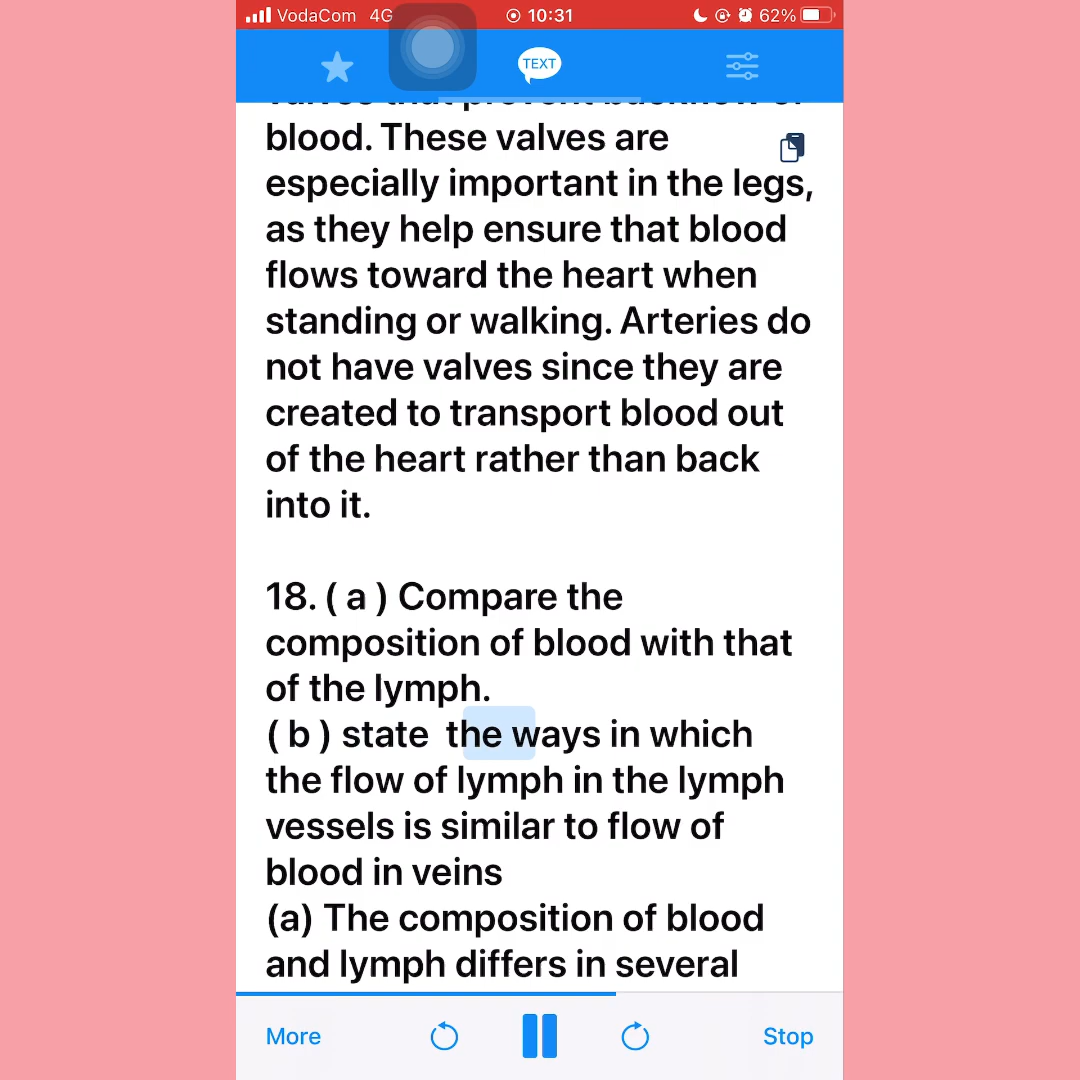 VodaCom 4G 10:31 62%
TEXT
blood. These valves are
especially important in the legs,
as they help ensure that blood
flows toward the heart when
standing or walking. Arteries do
not have valves since they are
created to transport blood out
of the heart rather than back
into it.
18. ( a ) Compare the
composition of blood with that
of the lymph.
( b ) state the ways in which
the flow of lymph in the lymph
vessels is similar to flow of
blood in veins
(a) The composition of blood
and lymph differs in several
More Stop